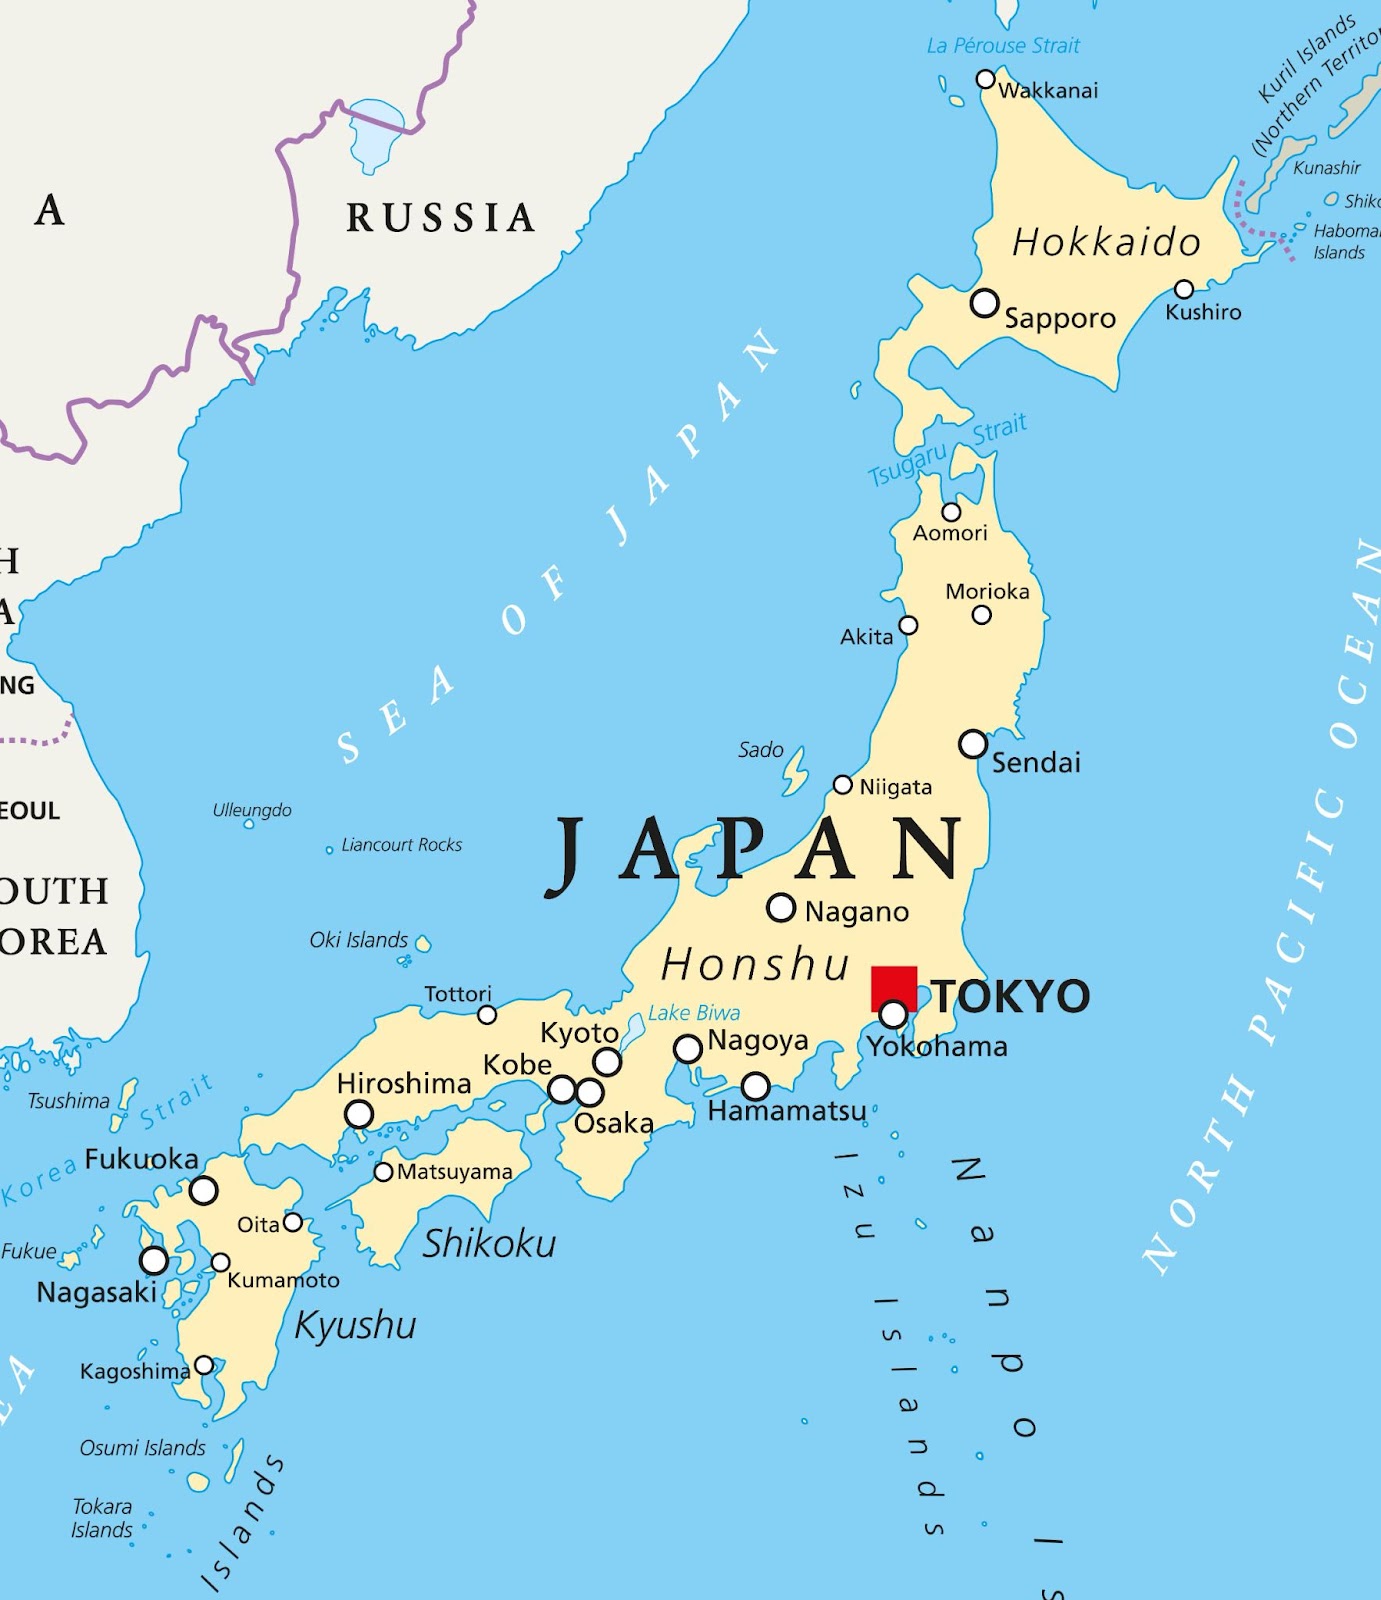 La Pérouse Strait
Wakkanai
Kuril Islands
(Northern Territo
Kunashir
Shiko
Habomai
Islands
A
RUSSIA
Hokkaido
Sapporo
Kushiro
Tsugaru Strait
Aomori
Morioka
Akita
SEA OF JAPAN
NORTH PACIFIC OCEAN
H
A
NG
EOUL
OUTH
OREA
Sendai
Sado
Niigata
Ulleungdo
Liancourt Rocks
JAPAN
Nagano
Honshu
Oki Islands
TOKYO
Yokohama
Tottori
Lake Biwa
Kyoto
Nagoya
Kobe
Hiroshima
Osaka
Hamamatsu
Tsushima
Korea Strait
Fukuoka
Matsuyama
Oita
Shikoku
Fukue
Nagasaki
Kumamoto
Kyushu
Kagoshima
EA
Osumi Islands
Tokara
Islands
Islands
Izu Islands
Nanpo Is